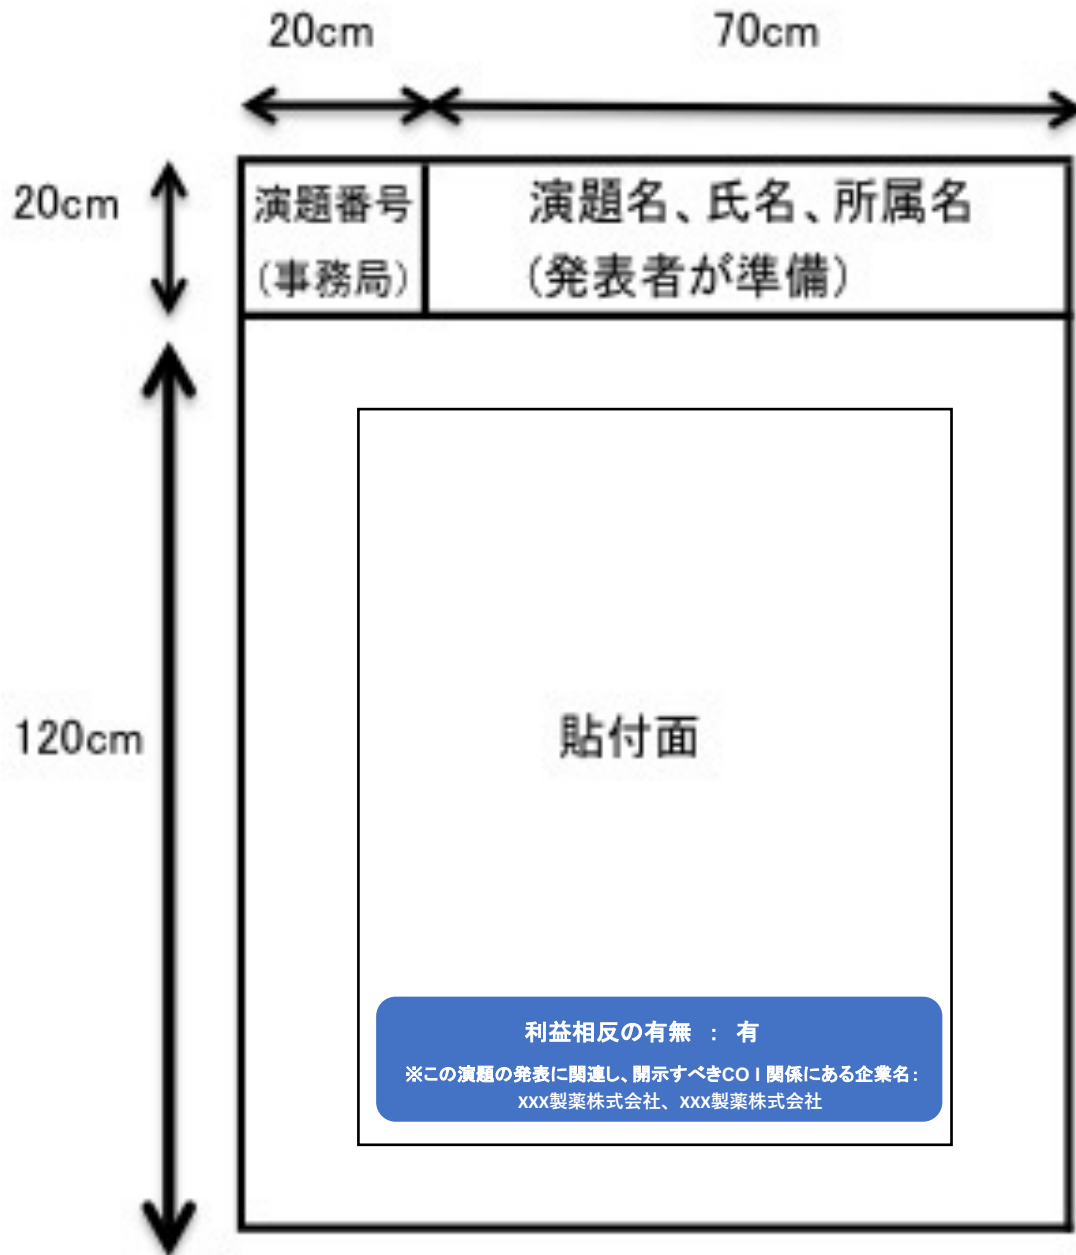 20cm
70cm
20cm
演題番号
(事務局)
演題名、氏名、所属名
(発表者が準備)
120cm
貼付面
利益相反の有無 : 有
※この演題の発表に関連し、開示すべきCOI関係にある企業名:
xxx製薬株式会社、xxx製薬株式会社